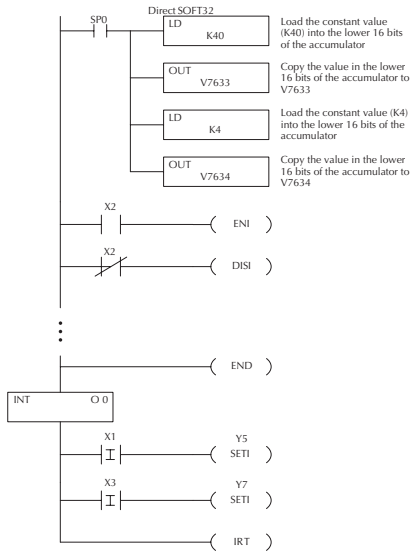 Direct SOFT32
SP0
LD
K40
Load the constant value
(K40) into the lower 16 bits
of the accumulator
OUT
V7633
Copy the value in the lower
16 bits of the accumulator to
V7633
LD
K4
Load the constant value (K4)
into the lower 16 bits of the
accumulator
OUT
V7634
Copy the value in the lower
16 bits of the accumulator to
V7634
X2
ENI
X2
DISI
END
INT O 0
X1
Y5
SETI
X3
Y7
SETI
IRT